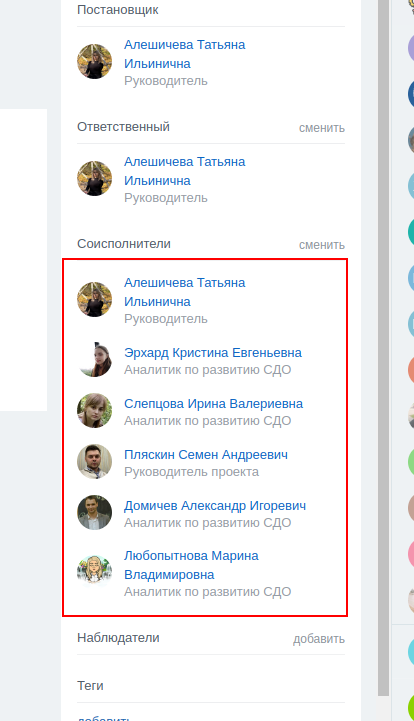 Постановщик
Алешичева Татьяна
Ильинична
Руководитель
Ответственный
сменить
Алешичева Татьяна
Ильинична
Руководитель
Соисполнители
сменить
Алешичева Татьяна
Ильинична
Руководитель
Эрхард Кристина Евгеньевна
Аналитик по развитию СДО
Слепцова Ирина Валериевна
Аналитик по развитию СДО
Пляскин Семен Андреевич
Руководитель проекта
Домичев Александр Игоревич
Аналитик по развитию СДО
Любопытнова Марина
Владимировна
Аналитик по развитию СДО
Наблюдатели
добавить
Теги
добавить